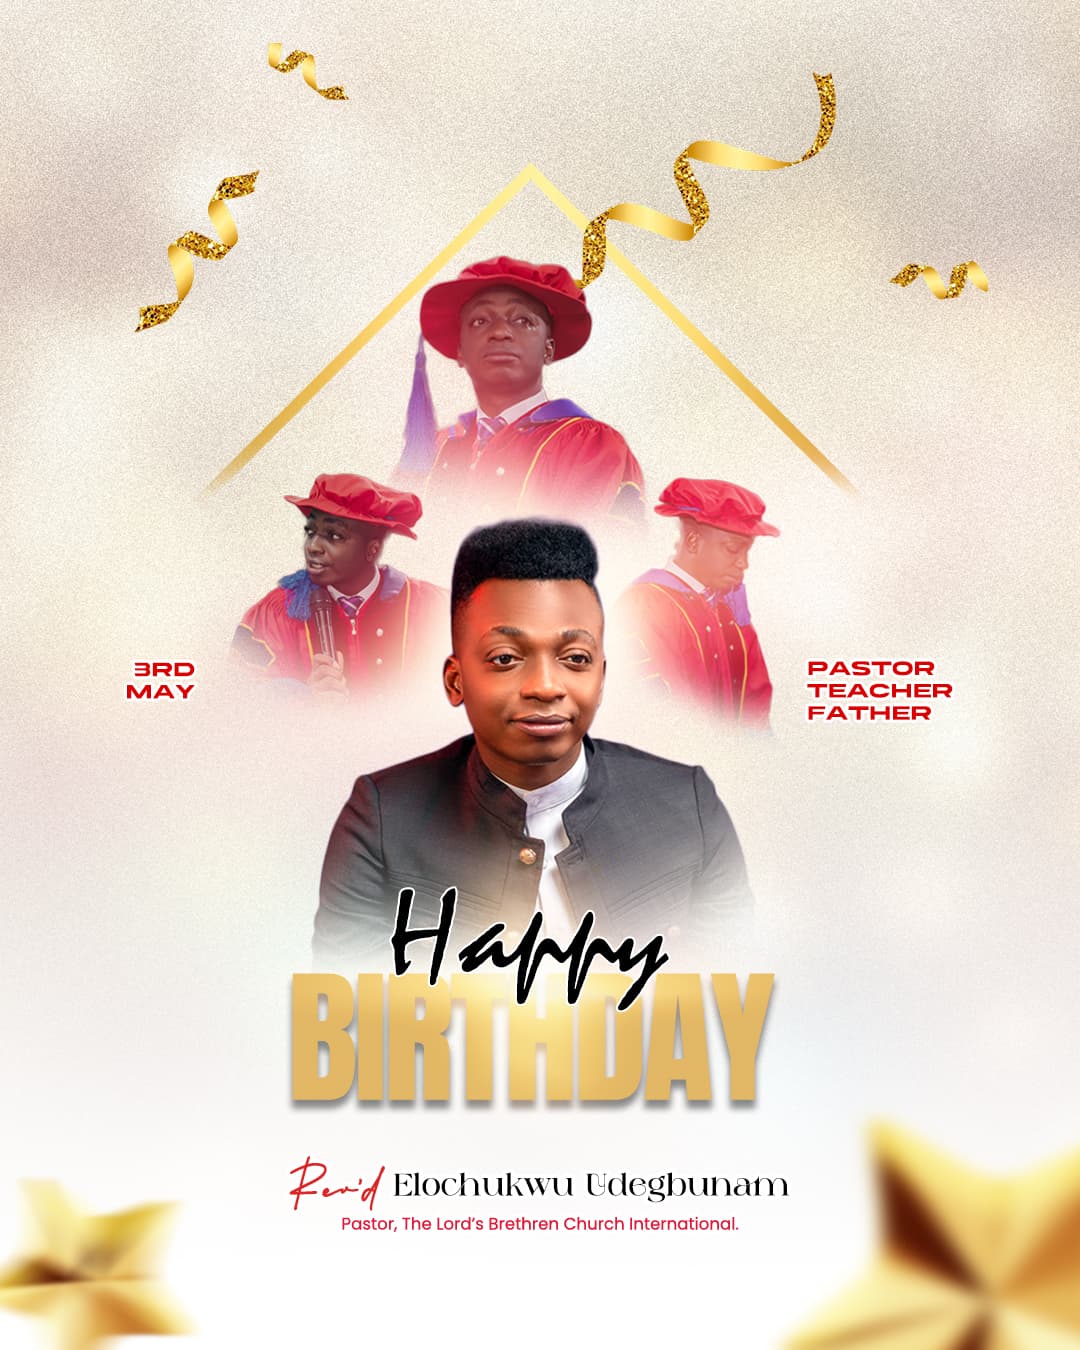 3RD
MAY
PASTOR
TEACHER
FATHER
Happy
BIRTHDAY
Rev'd Elochukwu Udegbunam
Pastor, The Lord's Brethren Church International.